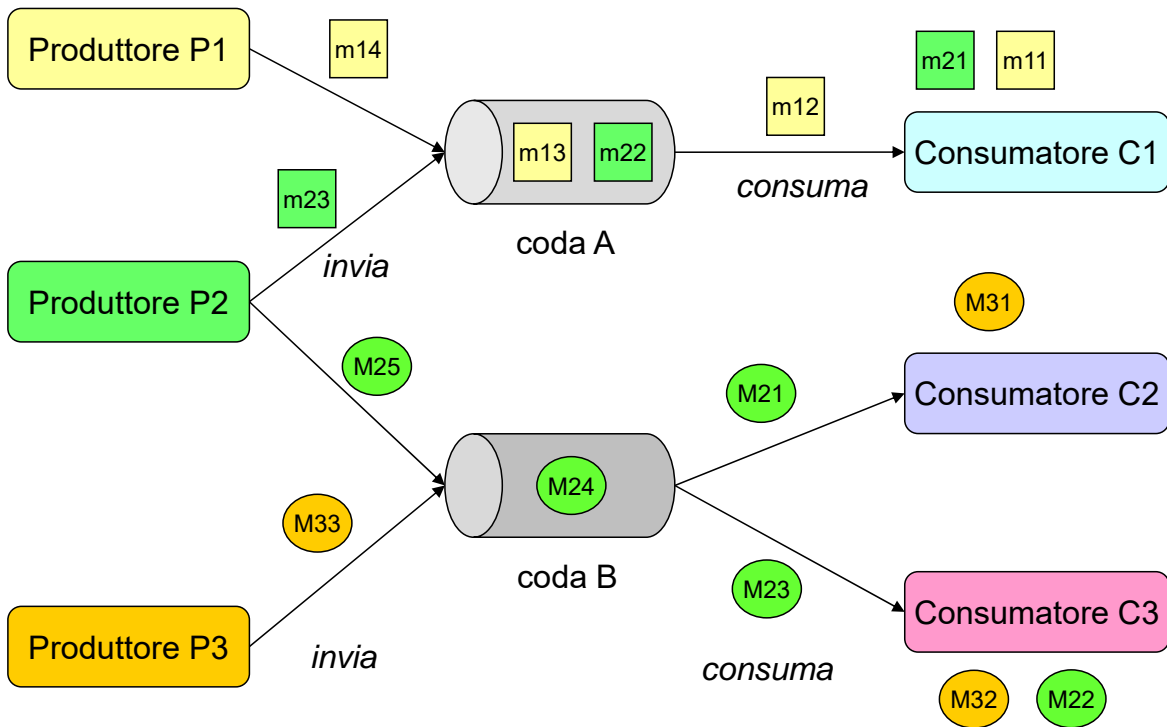 Produttore P1
m14
m21
m11
m13
m22
m12
Consumatore C1
consuma
m23
coda A
invia
Produttore P2
M31
M25
M21
Consumatore C2
M24
M33
coda B
M23
Produttore P3
invia
consuma
Consumatore C3
M32
M22